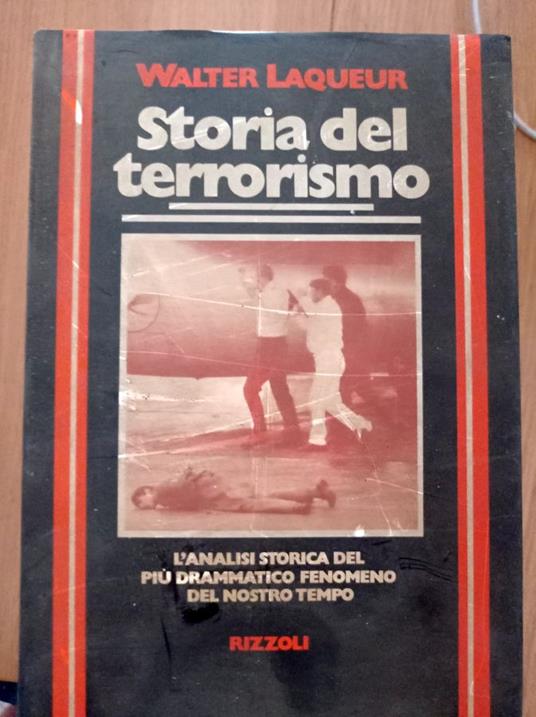 WALTER LAQUEUR
Storia del
terrorismo
L'ANALISI STORICA DEL
PIÙ DRAMMATICO FENOMENO
DEL NOSTRO TEMPO
RIZZOLI